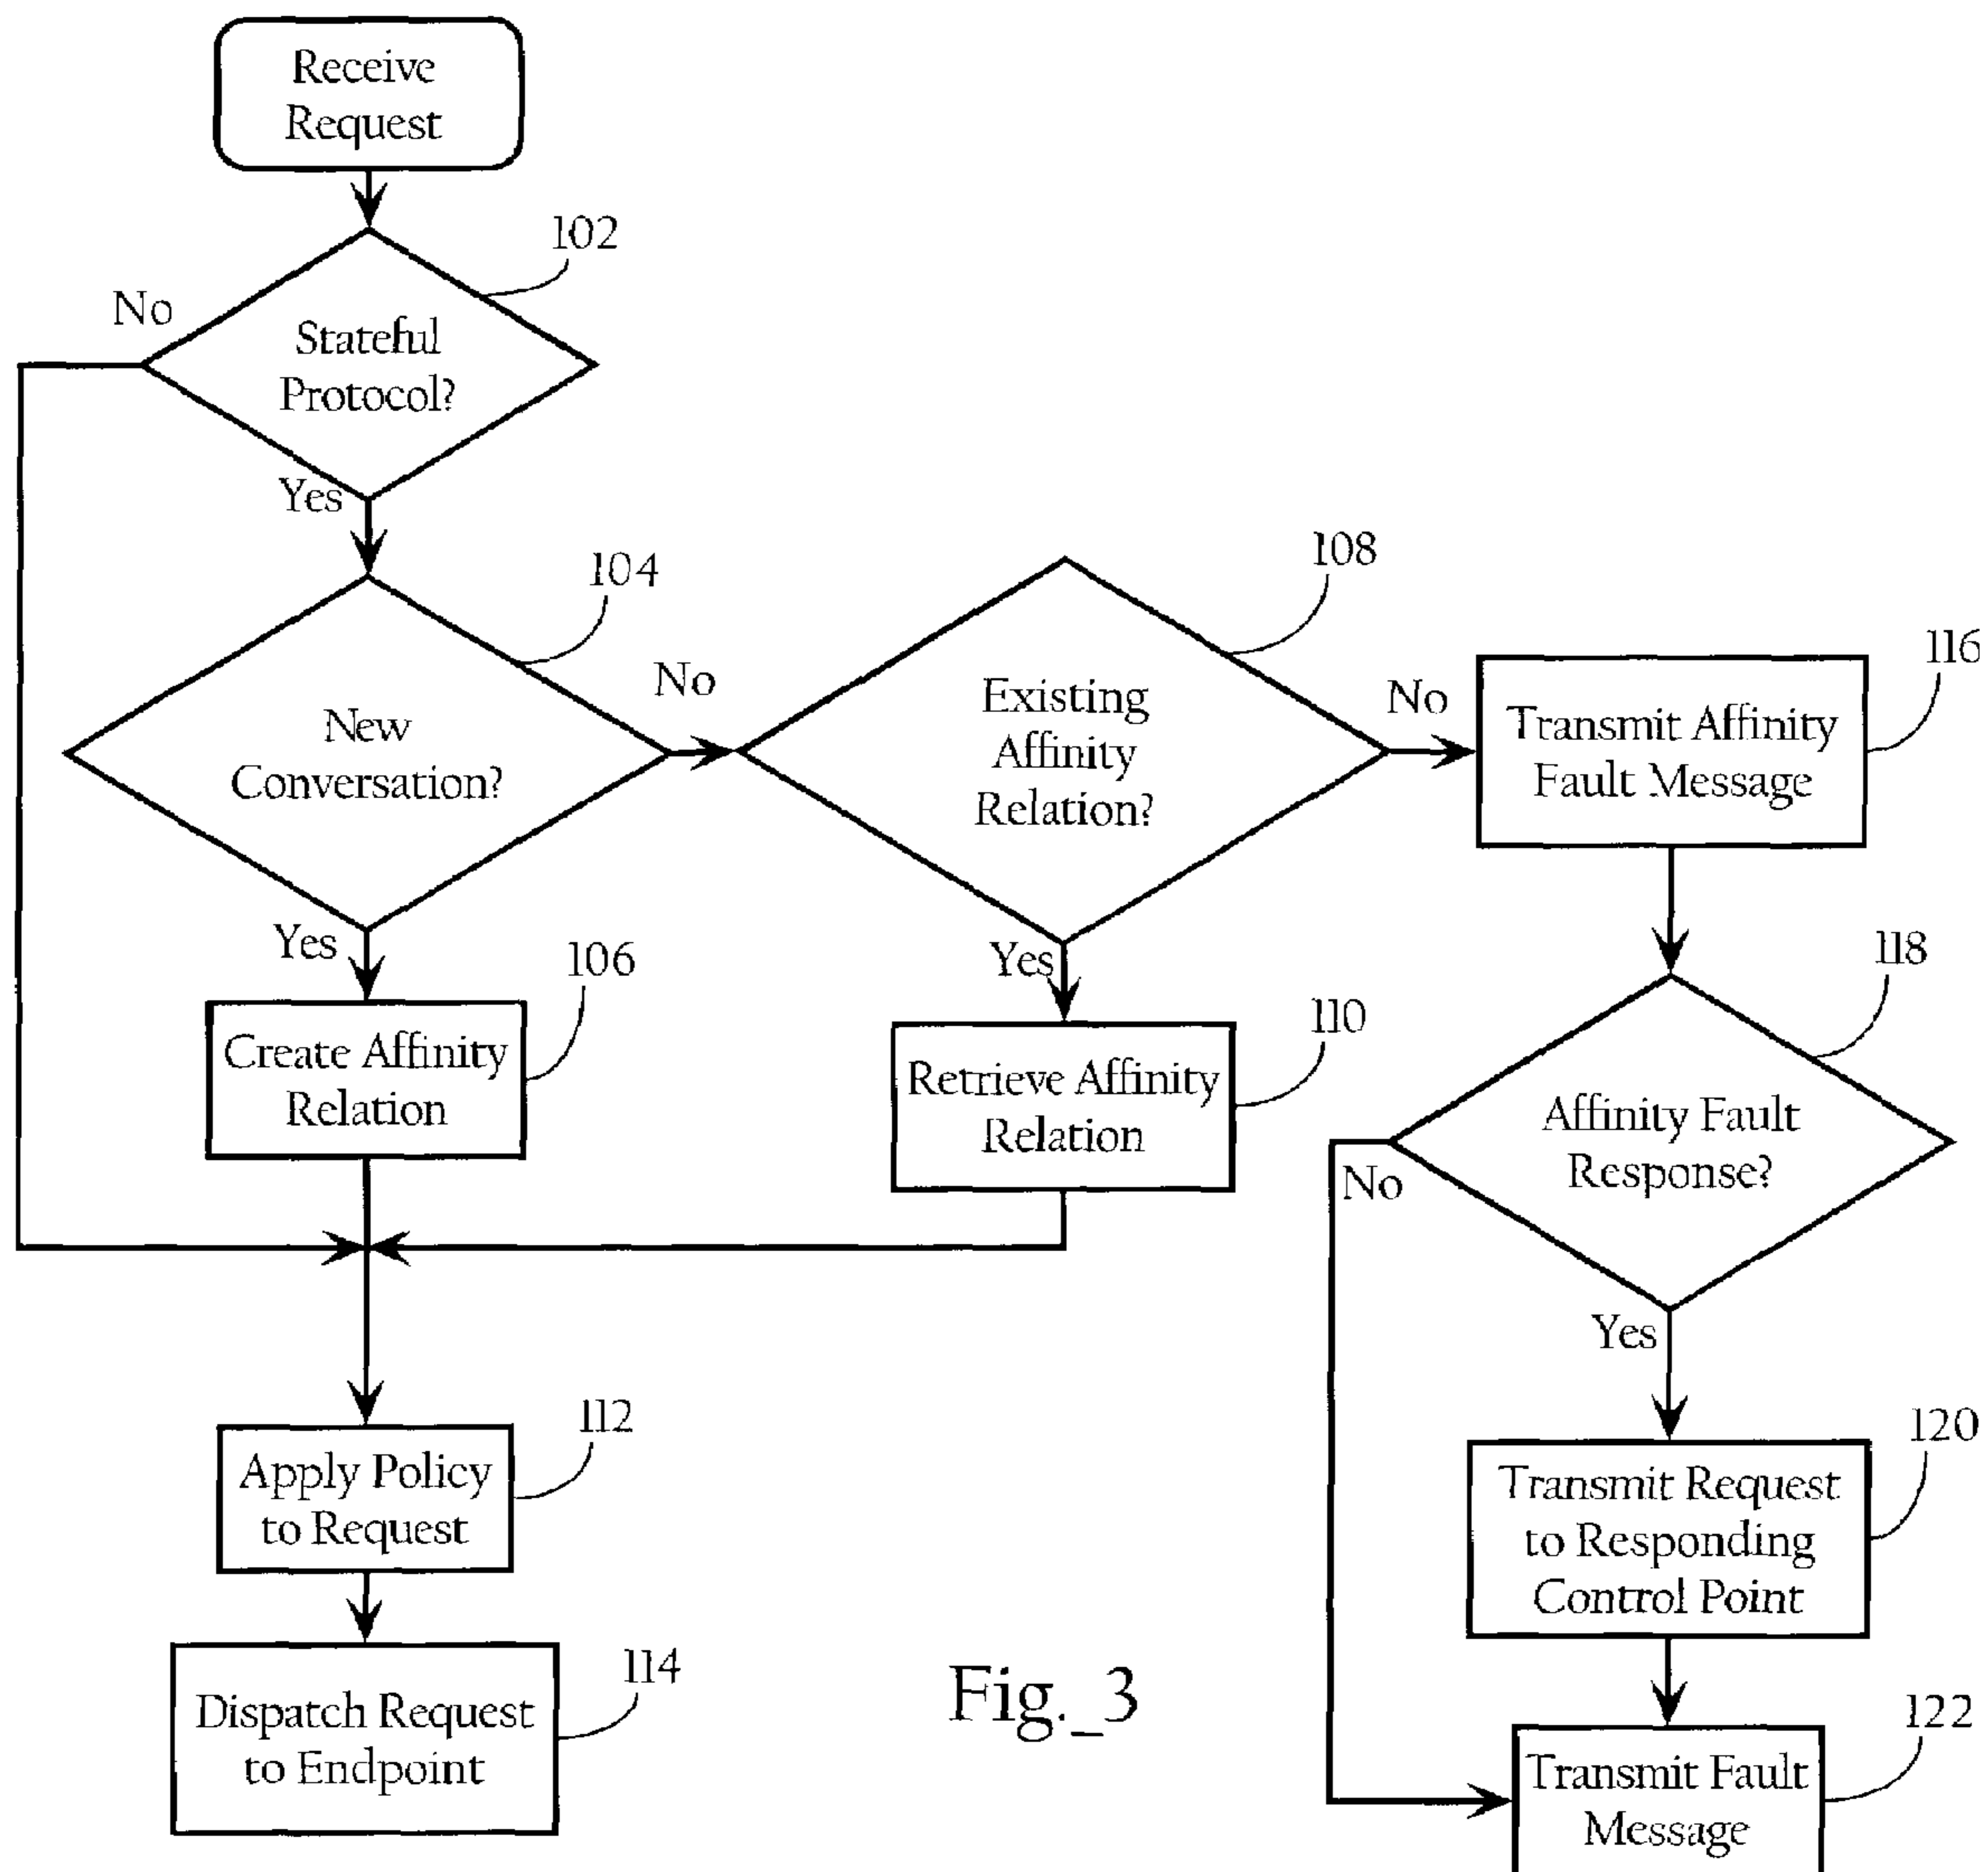 Receive
Request
102
No
Stateful
Protocol?
Yes
104
New
Conversation?
No
108
Existing
Affinity
Relation?
No
116
Transmit Affinity
Fault Message
Yes
106
Create Affinity
Relation
Yes
110
Retrieve Affinity
Relation
118
Affinity Fault
Response?
No
Yes
112
Apply Policy
to Request
120
Transmit Request
to Responding
Control Point
114
Dispatch Request
to Endpoint
Fig._3
122
Transmit Fault
Message